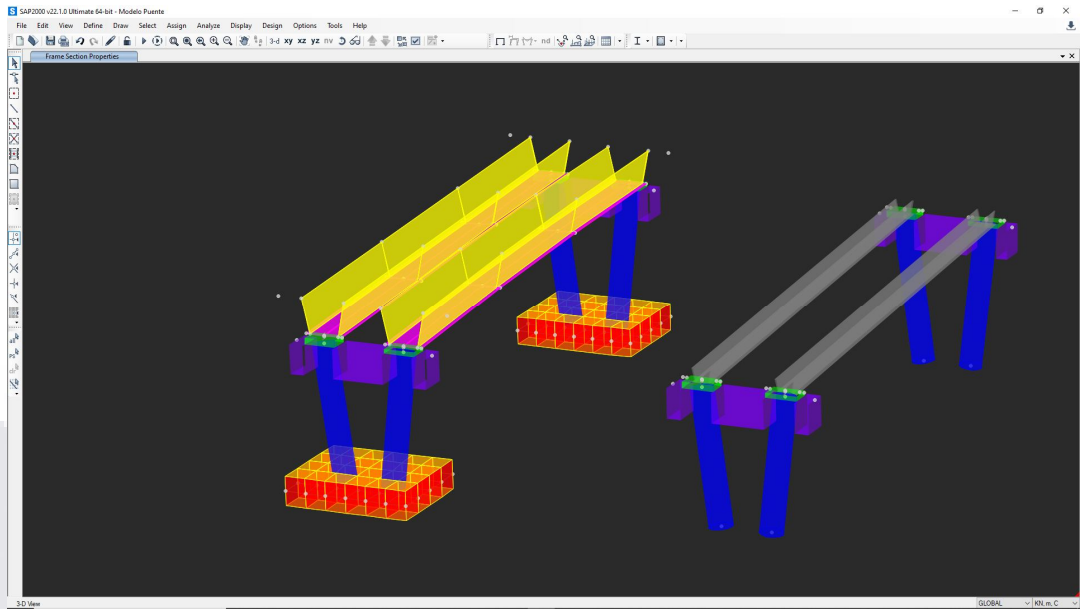 SAP2000 v22.1.0 Ultimate 64-bit - Modelo Puente
File Edit View Define Draw Select Assign Analyze Display Design Options Tools Help
3-d xy xz yz nv nd
Frame Section Properties
3-D View GLOBAL KN, m, C